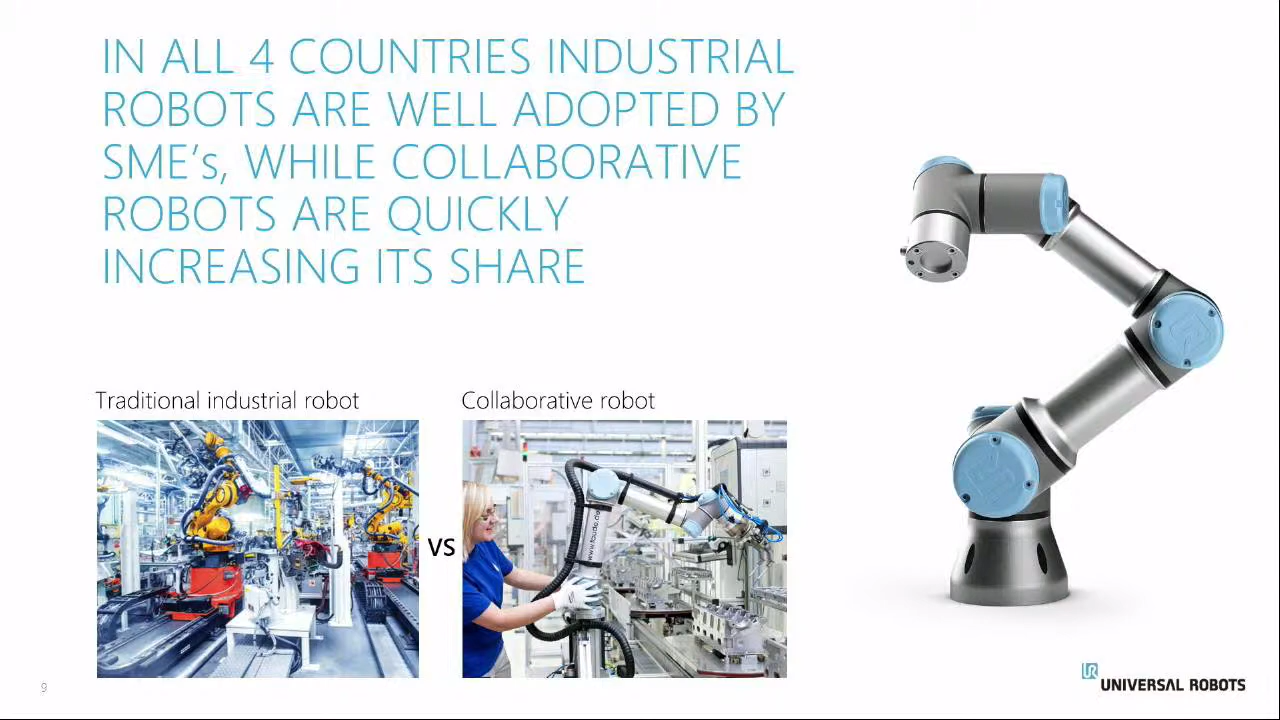 IN ALL 4 COUNTRIES INDUSTRIAL
ROBOTS ARE WELL ADOPTED BY
SME's, WHILE COLLABORATIVE
ROBOTS ARE QUICKLY
INCREASING ITS SHARE
Traditional industrial robot
Collaborative robot
vs
9
UNIVERSAL ROBOTS